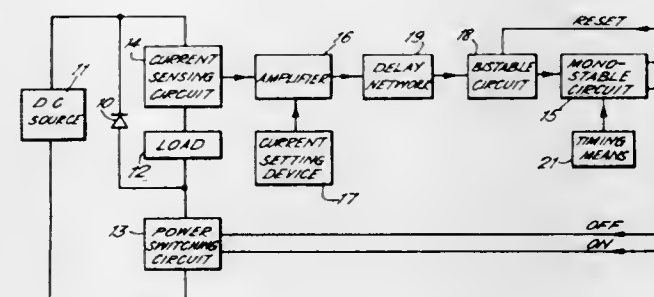 RESET
16
19
18
14
CURRENT
SENSING
CIRCUIT
AMPLIFIER
DELAY
NETWORK
BISTABLE
CIRCUIT
MONO-
STABLE
CIRCUIT
15
11
DC
SOURCE
10
LOAD
12
CURRENT
SETTING
DEVICE
17
TIMING
MEANS
21
13
POWER
SWITCHING
CIRCUIT
OFF
ON